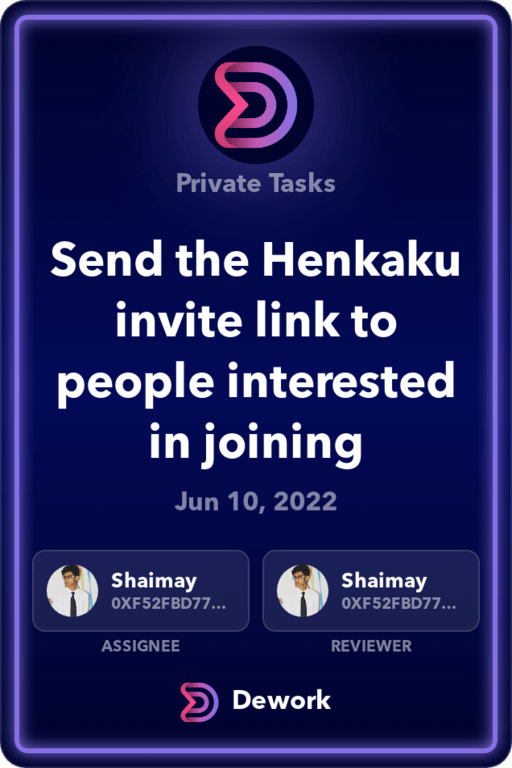 Private Tasks
Send the Henkaku
invite link to
people interested
in joining
Jun 10, 2022
Shaimay
0XF52FBD77...
ASSIGNEE
Shaimay
0XF52FBD77...
REVIEWER
Dework